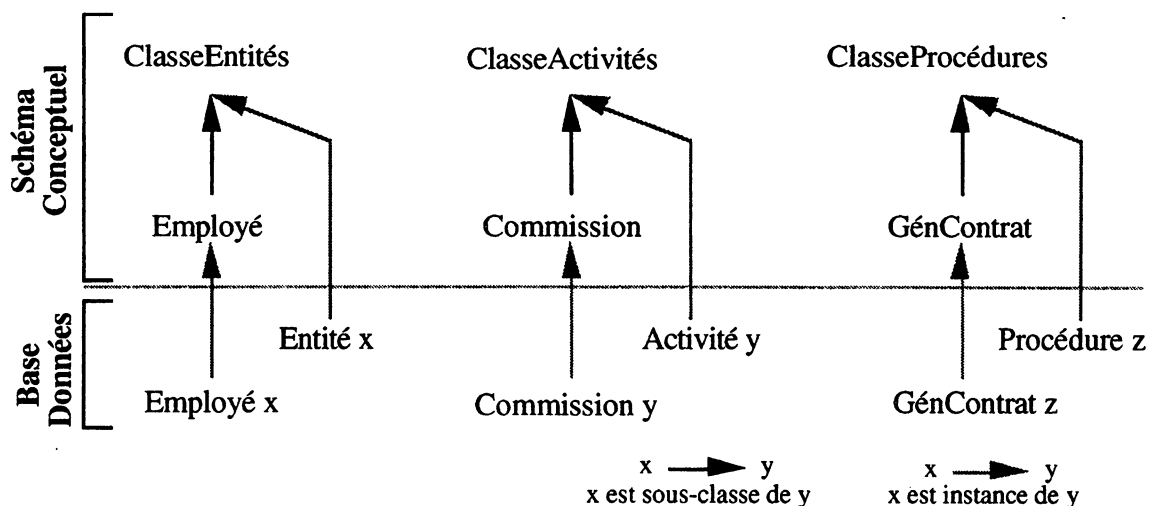 Schéma
Conceptuel
ClasseEntités
ClasseActivités
ClasseProcédures
Employé
Commission
GénContrat
Base
Données
Entité x
Activité y
Procédure z
Employé x
Commission y
GénContrat z
x y
x est sous-classe de y
x y
x est instance de y